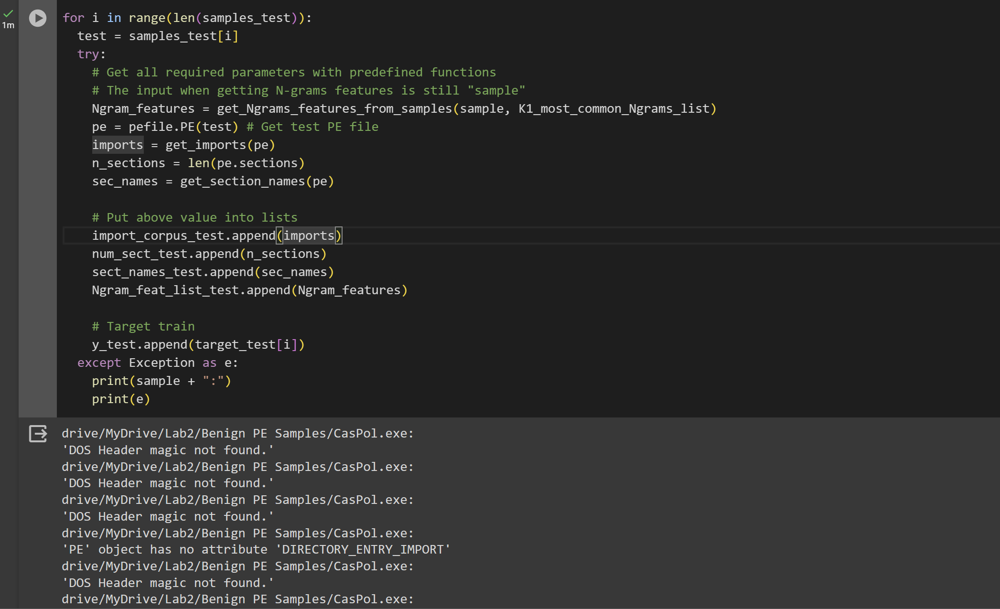 1m
for i in range(len(samples_test)):
  test = samples_test[i]
  try:
    # Get all required parameters with predefined functions
    # The input when getting N-grams features is still "sample"
    Ngram_features = get_Ngrams_features_from_samples(sample, K1_most_common_Ngrams_list)
    pe = pefile.PE(test) # Get test PE file
    imports = get_imports(pe)
    n_sections = len(pe.sections)
    sec_names = get_section_names(pe)
    # Put above value into lists
    import_corpus_test.append(imports)
    num_sect_test.append(n_sections)
    sect_names_test.append(sec_names)
    Ngram_feat_list_test.append(Ngram_features)
    # Target train
    y_test.append(target_test[i])
  except Exception as e:
    print(sample + ":")
    print(e)
drive/MyDrive/Lab2/Benign PE Samples/CasPol.exe:
'DOS Header magic not found.'
drive/MyDrive/Lab2/Benign PE Samples/CasPol.exe:
'DOS Header magic not found.'
drive/MyDrive/Lab2/Benign PE Samples/CasPol.exe:
'DOS Header magic not found.'
drive/MyDrive/Lab2/Benign PE Samples/CasPol.exe:
'PE' object has no attribute 'DIRECTORY_ENTRY_IMPORT'
drive/MyDrive/Lab2/Benign PE Samples/CasPol.exe:
'DOS Header magic not found.'
drive/MyDrive/Lab2/Benign PE Samples/CasPol.exe: